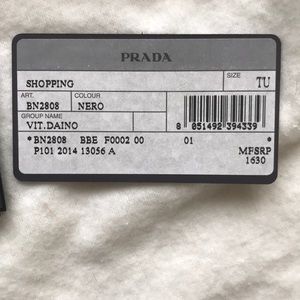 PRADA
SHOPPING
SIZE
TU
ART.
COLOUR
BN2808
NERO
GROUP NAME
VIT.DAINO
8 051492 394339
*BN2808 BBE F0002 00 01 *
P101 2014 13056 A
MFSRP
1630